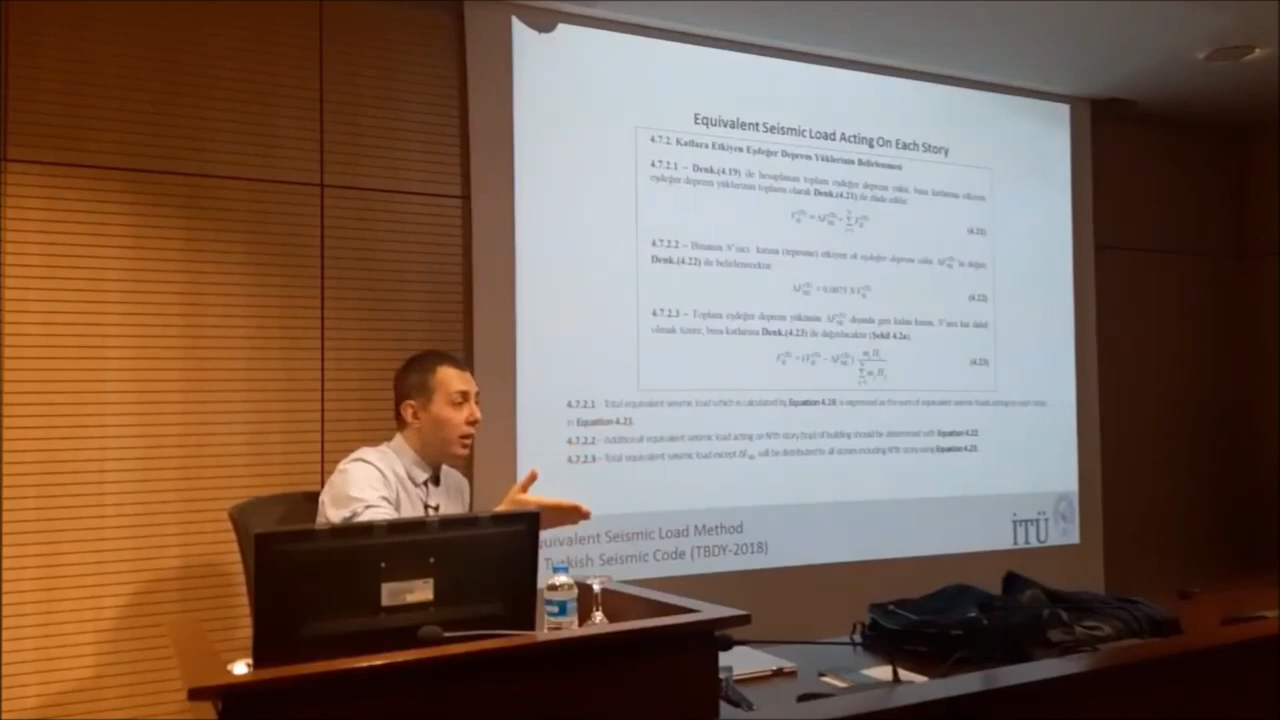 Equivalent Seismic Load Acting On Each Story
4.7.2. Katlara Etkiyen Eşdeğer Deprem Yüklerinin Belirlenmesi
4.7.2.1 – Denk.(4.19) ile hesaplanan toplam eşdeğer deprem yükü, bina katlarına etkiyen
eşdeğer deprem yüklerinin toplamı olarak Denk.(4.21) ile ifade edilir:
(4.21)
4.7.2.2 – Binanın N'inci katına (tepesine) etkiyen ek eşdeğer deprem yükü
Denk.(4.22) ile belirlenecektir.
(4.22)
4.7.2.3 – Toplam eşdeğer deprem yükünün dışında geri kalan kısmı, N'inci kat dahil
olmak üzere, bina katlarına Denk.(4.23) ile dağıtılacaktır (Şekil 4.2a).
(4.23)
4.7.2.1 - Total equivalent seismic load which is calculated by Equation 4.19, is expressed as the sum of equivalent seismic loads acting on each story
in Equation 4.21.
4.7.2.2 – Additional equivalent seismic load acting on N'th story (top) of building should be determined with Equation 4.22
4.7.2.3 – Total equivalent seismic load except will be distributed to all stories including N'th story using Equation 4.23.
quivalent Seismic Load Method
Turkish Seismic Code (TBDY-2018)
İTÜ